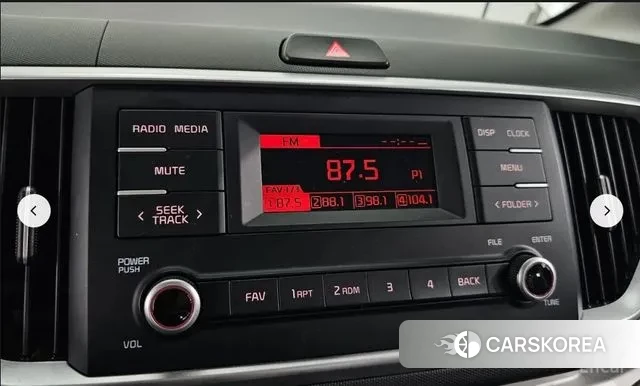 RADIO MEDIA
MUTE
< SEEK >
TRACK
FM --:--
87.5 P1
FAV1/3
1 87.5 2 88.1 3 98.1 4 104.1
DISP CLOCK
MENU
< FOLDER >
POWER
PUSH
VOL
FAV 1 RPT 2 RDM 3 4 BACK
FILE ENTER
TUNE
CARSKOREA
Encar